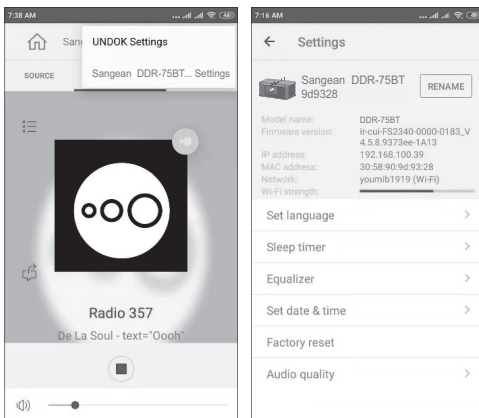 7:38 AM
44
San
UNDOK Settings
SOURCE
Sangean DDR-75BT... Settings
Radio 357
De La Soul - text="Oooh"
7:16 AM
Settings
Sangean DDR-75BT
9d9328
RENAME
Model name: DDR-75BT
Firmware version: ir-cui-FS2340-0000-0183_V
4.5.8.9373ee-1A13
IP address: 192.168.100.39
MAC address: 30:58:90:9d:93:28
Network: youmib1919 (Wi-Fi)
Wi-Fi strength:
Set language
Sleep timer
Equalizer
Set date & time
Factory reset
Audio quality